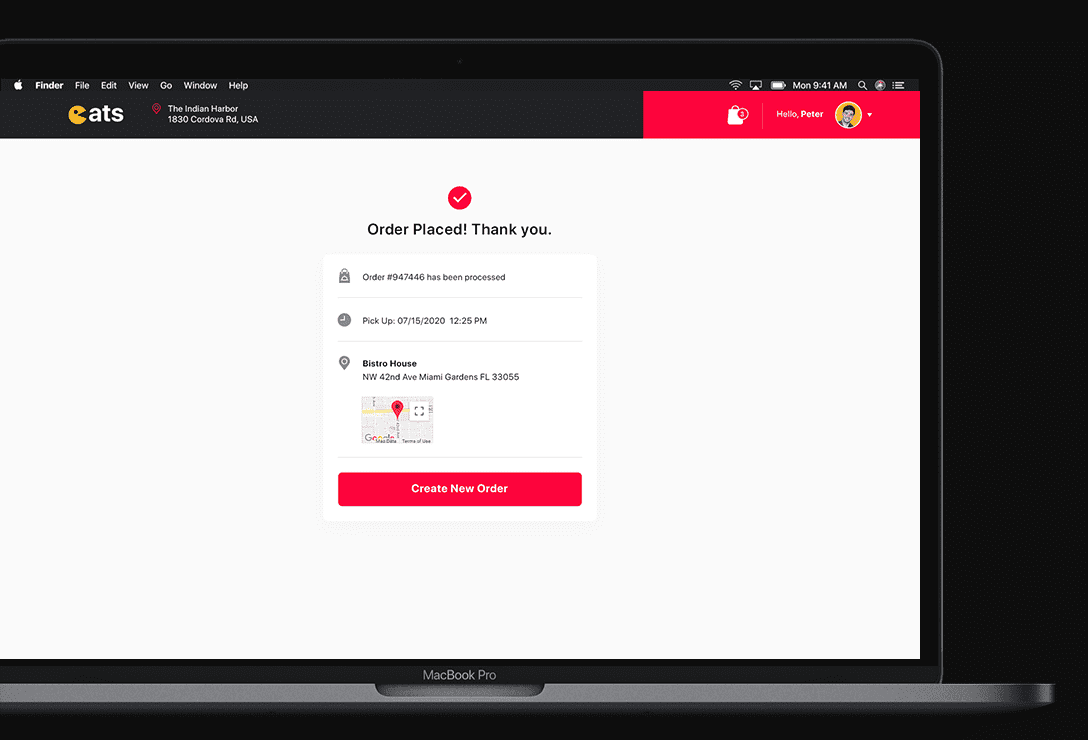 Finder File Edit View Go Window Help
Mon 9:41 AM
eats
The Indian Harbor
1830 Cordova Rd, USA
3
Hello, Peter
Order Placed! Thank you.
Order #947446 has been processed
Pick Up: 07/15/2020 12:25 PM
Bistro House
NW 42nd Ave Miami Gardens FL 33055
Google
Map Data Terms of Use
Create New Order
MacBook Pro